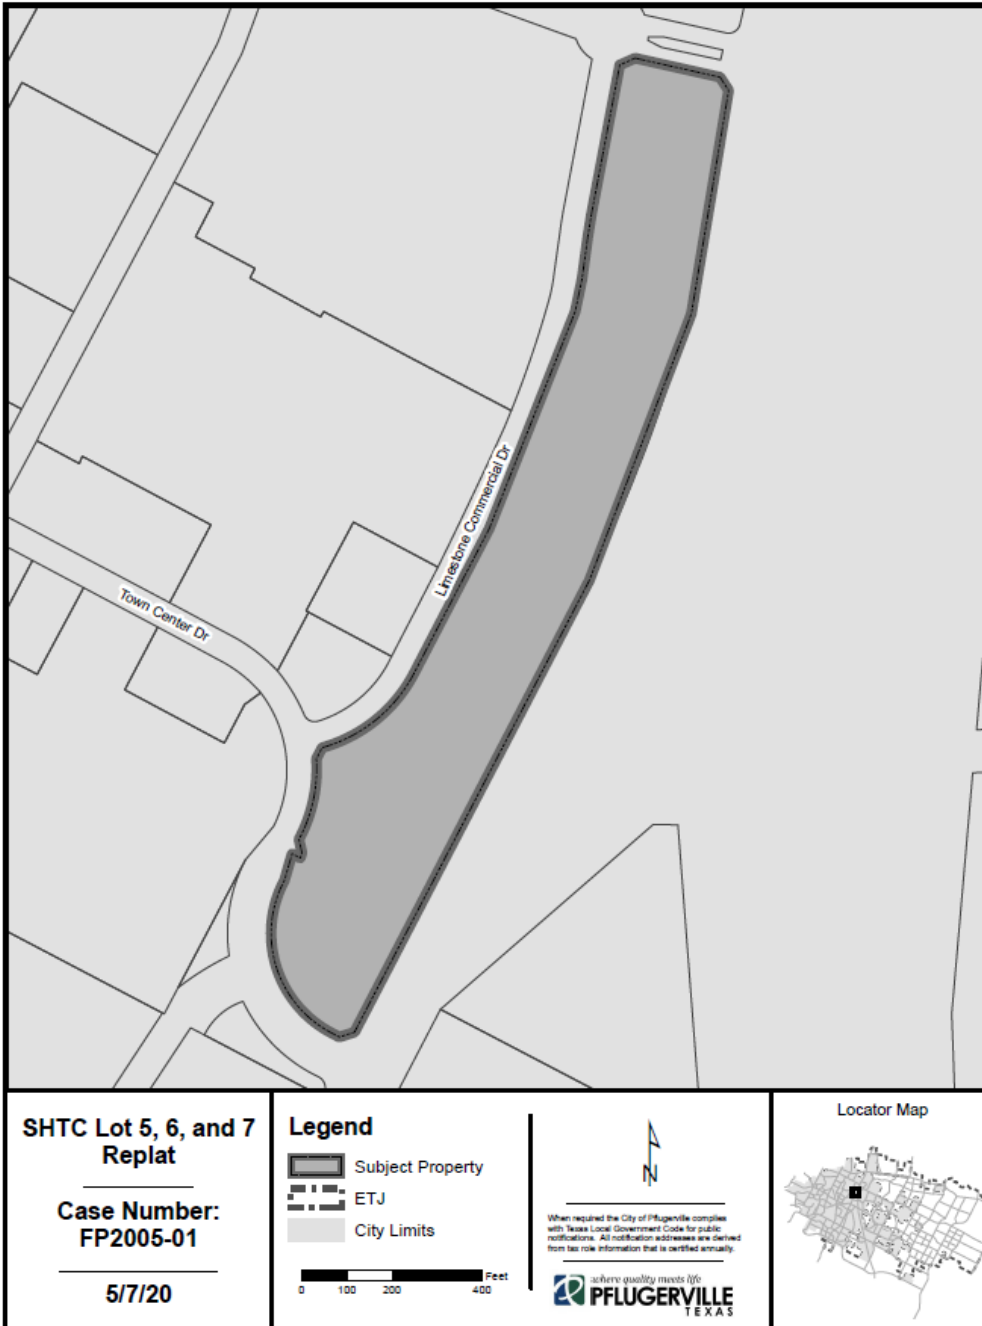 Limestone Commercial Dr
Town Center Dr
SHTC Lot 5, 6, and 7
Replat
Case Number:
FP2005-01
5/7/20
Legend
Subject Property
ETJ
City Limits
Feet
0 100 200 400
N
When required the City of Pflugerville complies
with Texas Local Government Code for public
notifications. All notification addresses are derived
from tax role information that is certified annually.
where quality meets life
PFLUGERVILLE
TEXAS
Locator Map